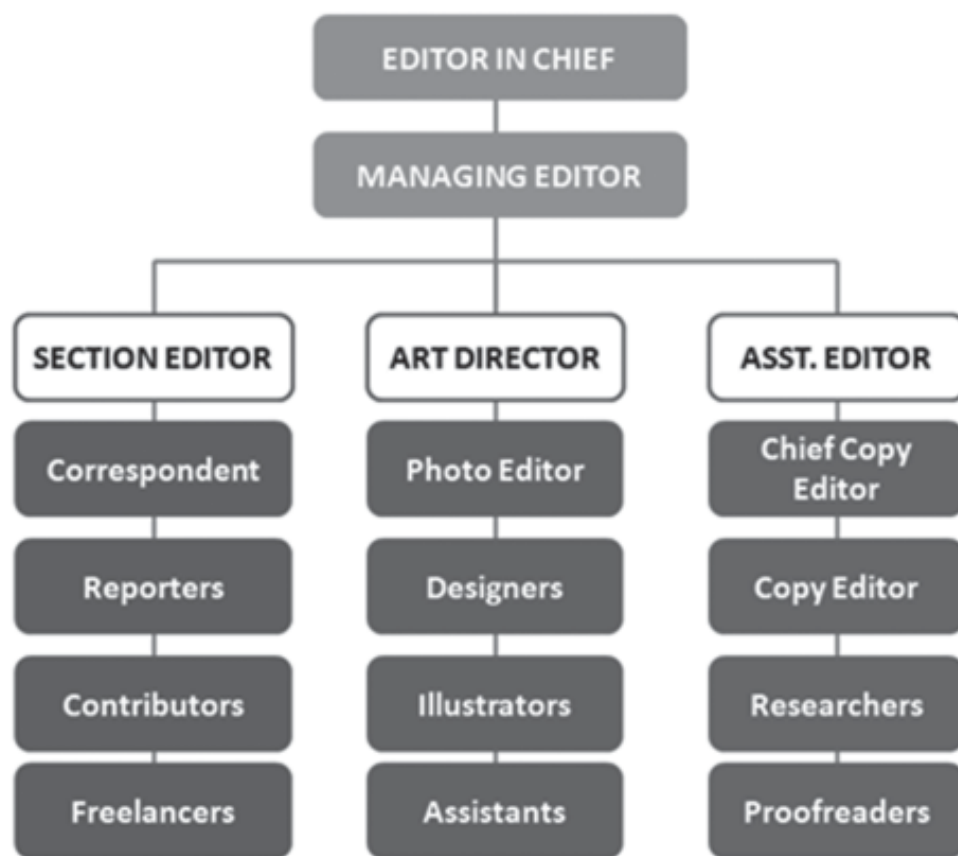 EDITOR IN CHIEF
MANAGING EDITOR
SECTION EDITOR
Correspondent
Reporters
Contributors
Freelancers
ART DIRECTOR
Photo Editor
Designers
Illustrators
Assistants
ASST. EDITOR
Chief Copy
Editor
Copy Editor
Researchers
Proofreaders